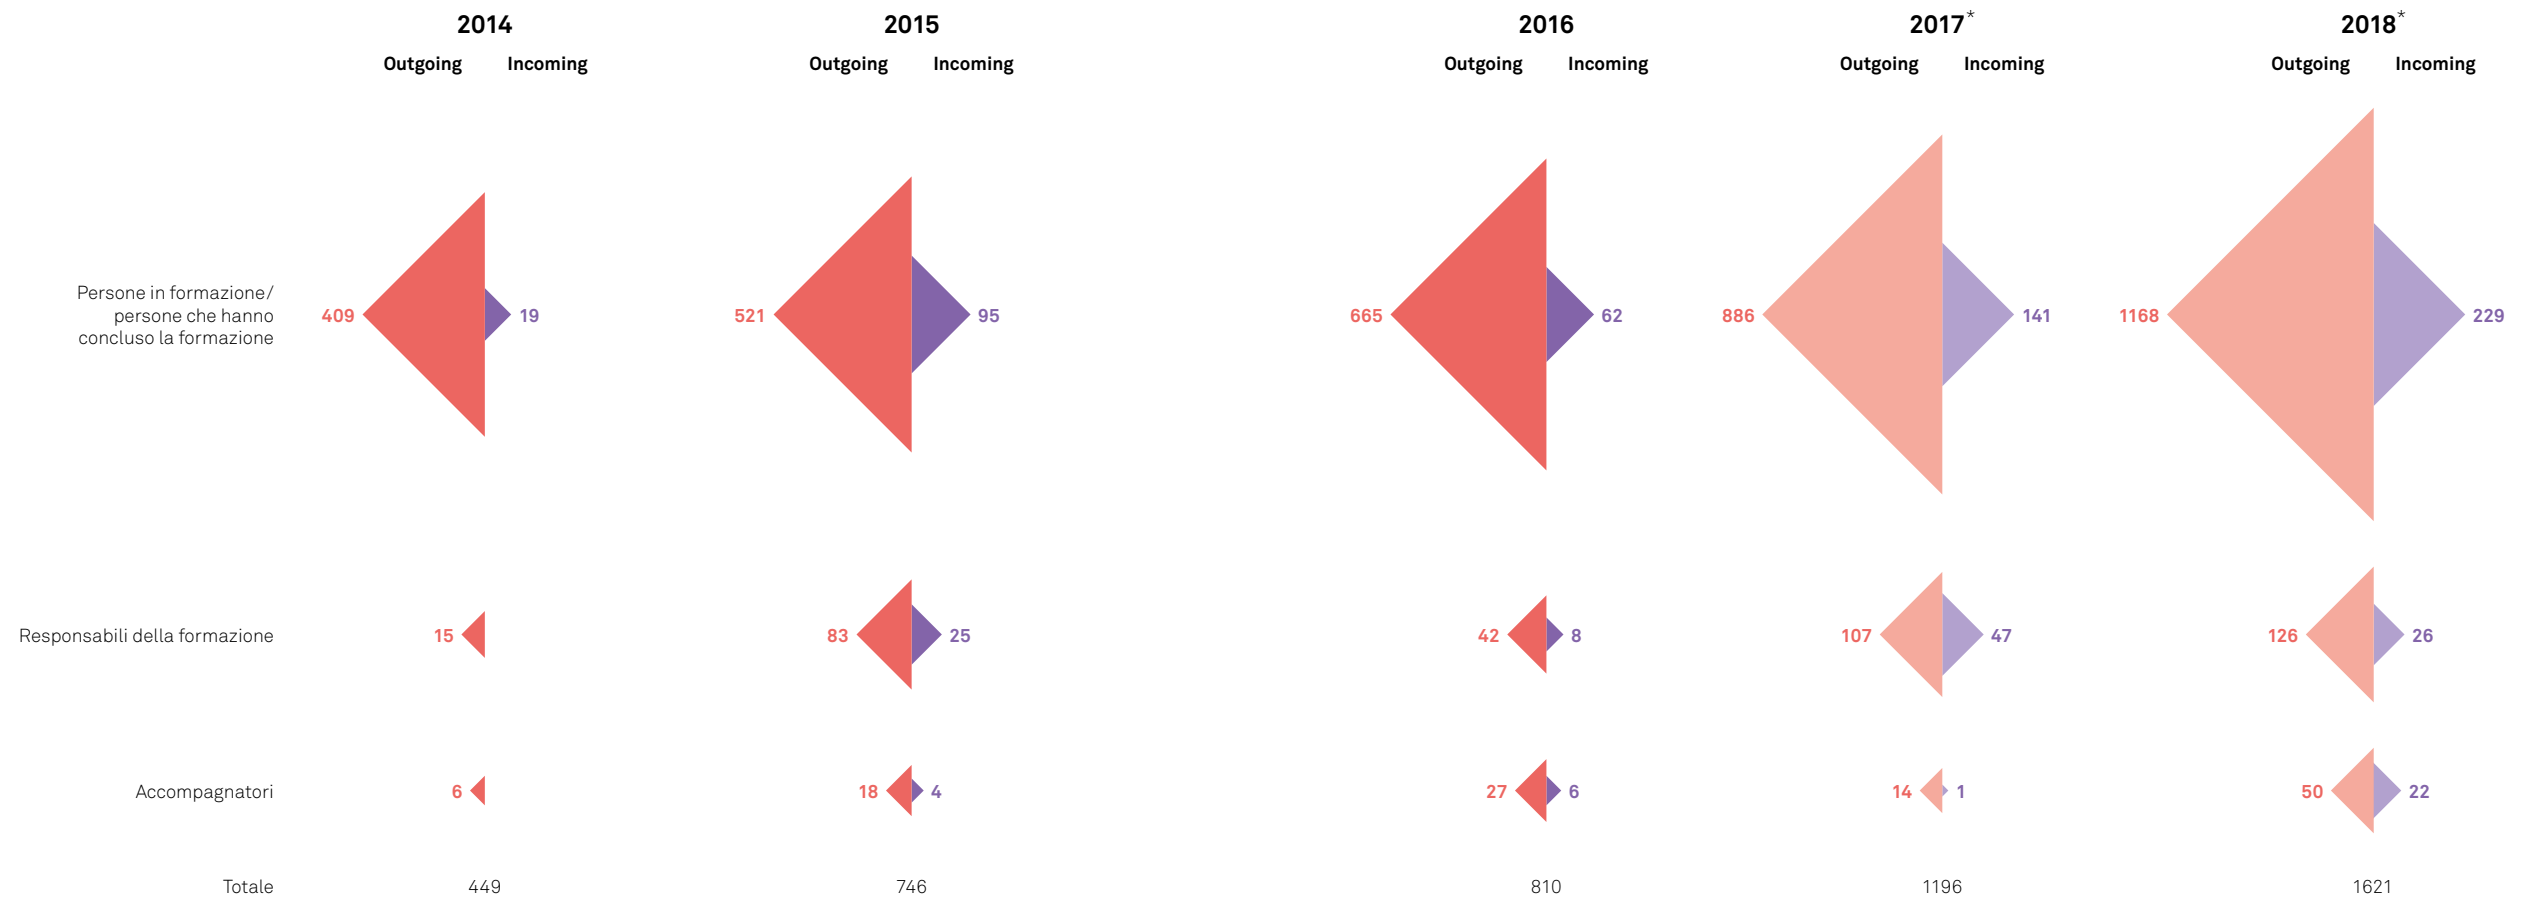 2014 2015 2016 2017* 2018*
Outgoing Incoming Outgoing Incoming Outgoing Incoming Outgoing Incoming Outgoing Incoming
Persone in formazione/
persone che hanno
concluso la formazione
409 19 521 95 665 62 886 141 1168 229
Responsabili della formazione 15 83 25 42 8 107 47 126 26
Accompagnatori 6 18 4 27 6 14 1 50 22
Totale 449 746 810 1196 1621